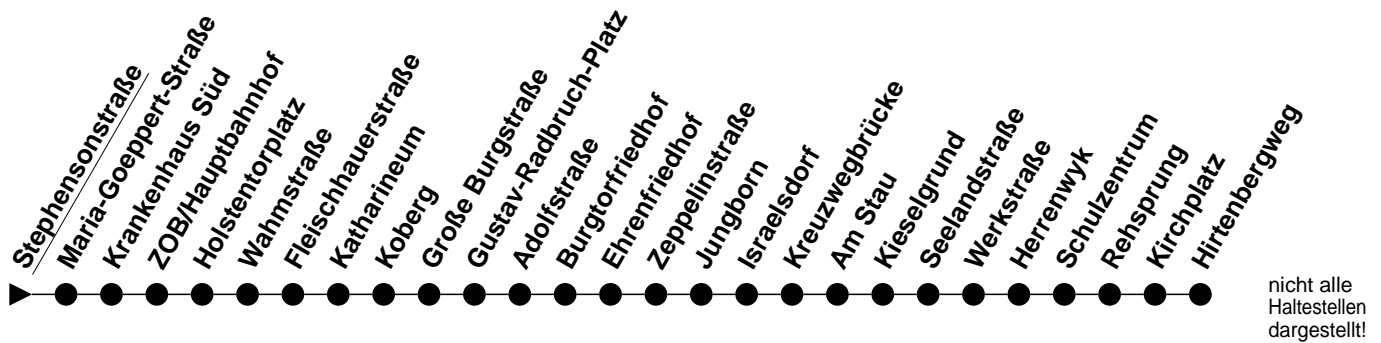 Stephensonstraße
Maria-Goeppert-Straße
Krankenhaus Süd
ZOB/Hauptbahnhof
Holstentorplatz
Wahmstraße
Fleischhauerstraße
Katharineum
Koberg
Große Burgstraße
Gustav-Radbruch-Platz
Adolfstraße
Burgtorfriedhof
Ehrenfriedhof
Zeppelinstraße
Jungborn
Israelsdorf
Kreuzwegbrücke
Am Stau
Kieselgrund
Seelandstraße
Werkstraße
Herrenwyk
Schulzentrum
Rehsprung
Kirchplatz
Hirtenbergweg
nicht alle
Haltestellen
dargestellt!